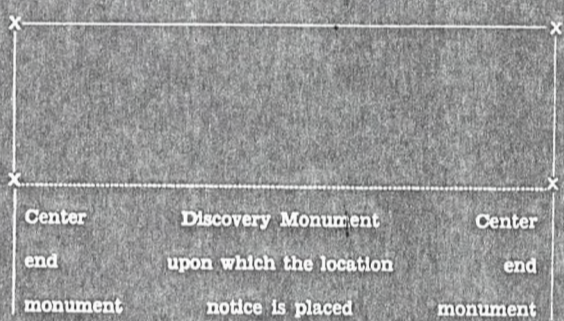 X X
X X
Center Discovery Monument Center
end upon which the location end
monument notice is placed monument